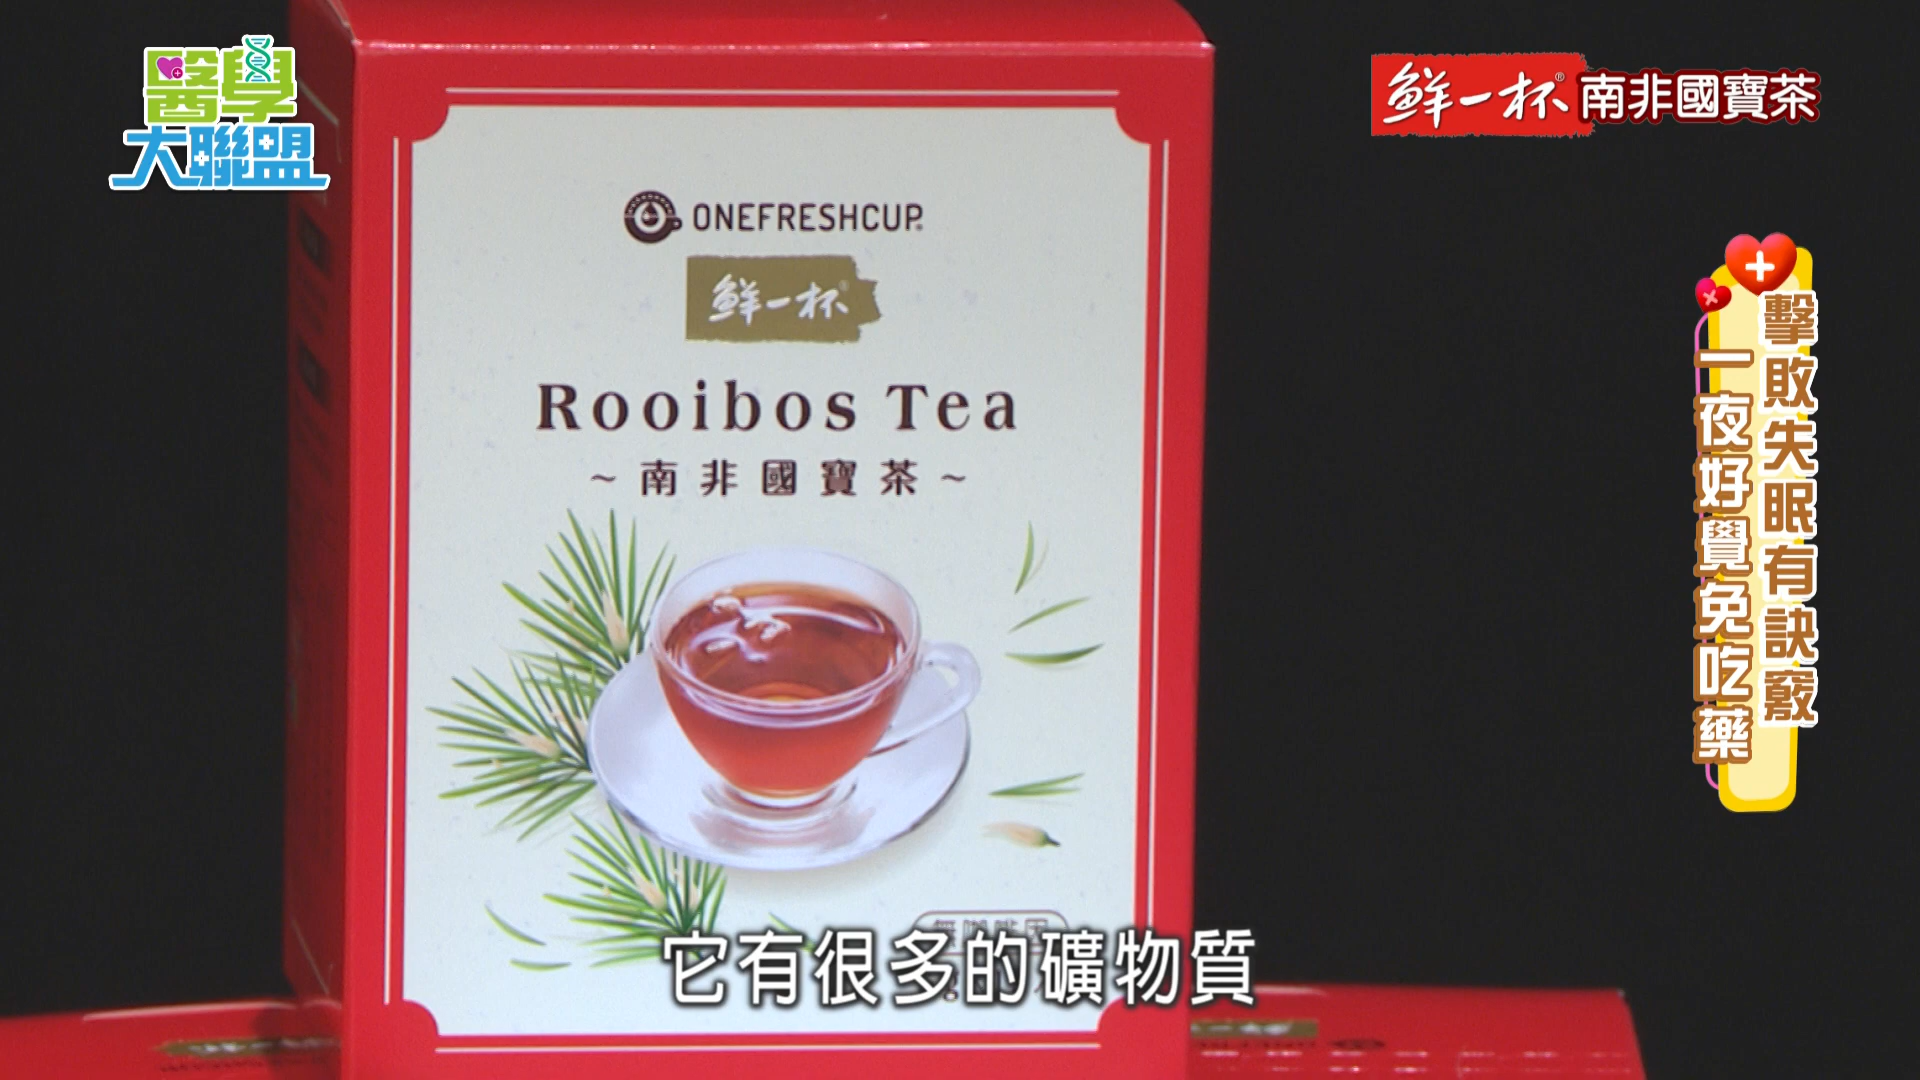 醫學
大聯盟
鮮一杯® 南非國寶茶
擊敗失眠有訣竅
一夜好覺免吃藥
ONEFRESHCUP®
鮮一杯®
Rooibos Tea
~南非國寶茶~
它有很多的礦物質